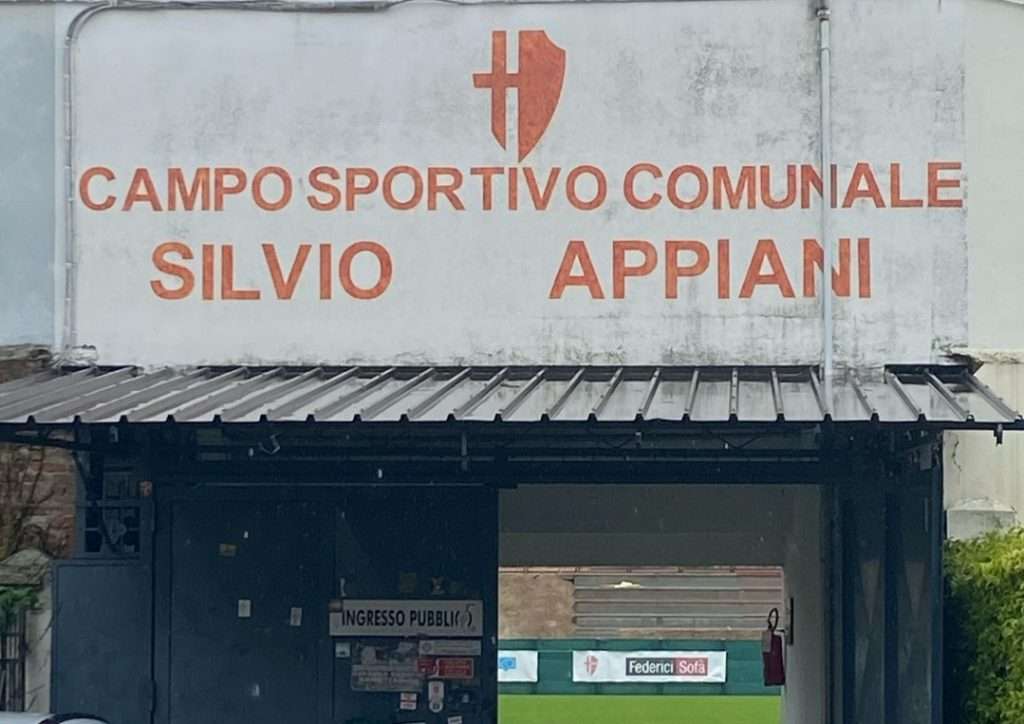 CAMPO SPORTIVO COMUNALE
SILVIO APPIANI
INGRESSO PUBBLICO
Federici Sofà